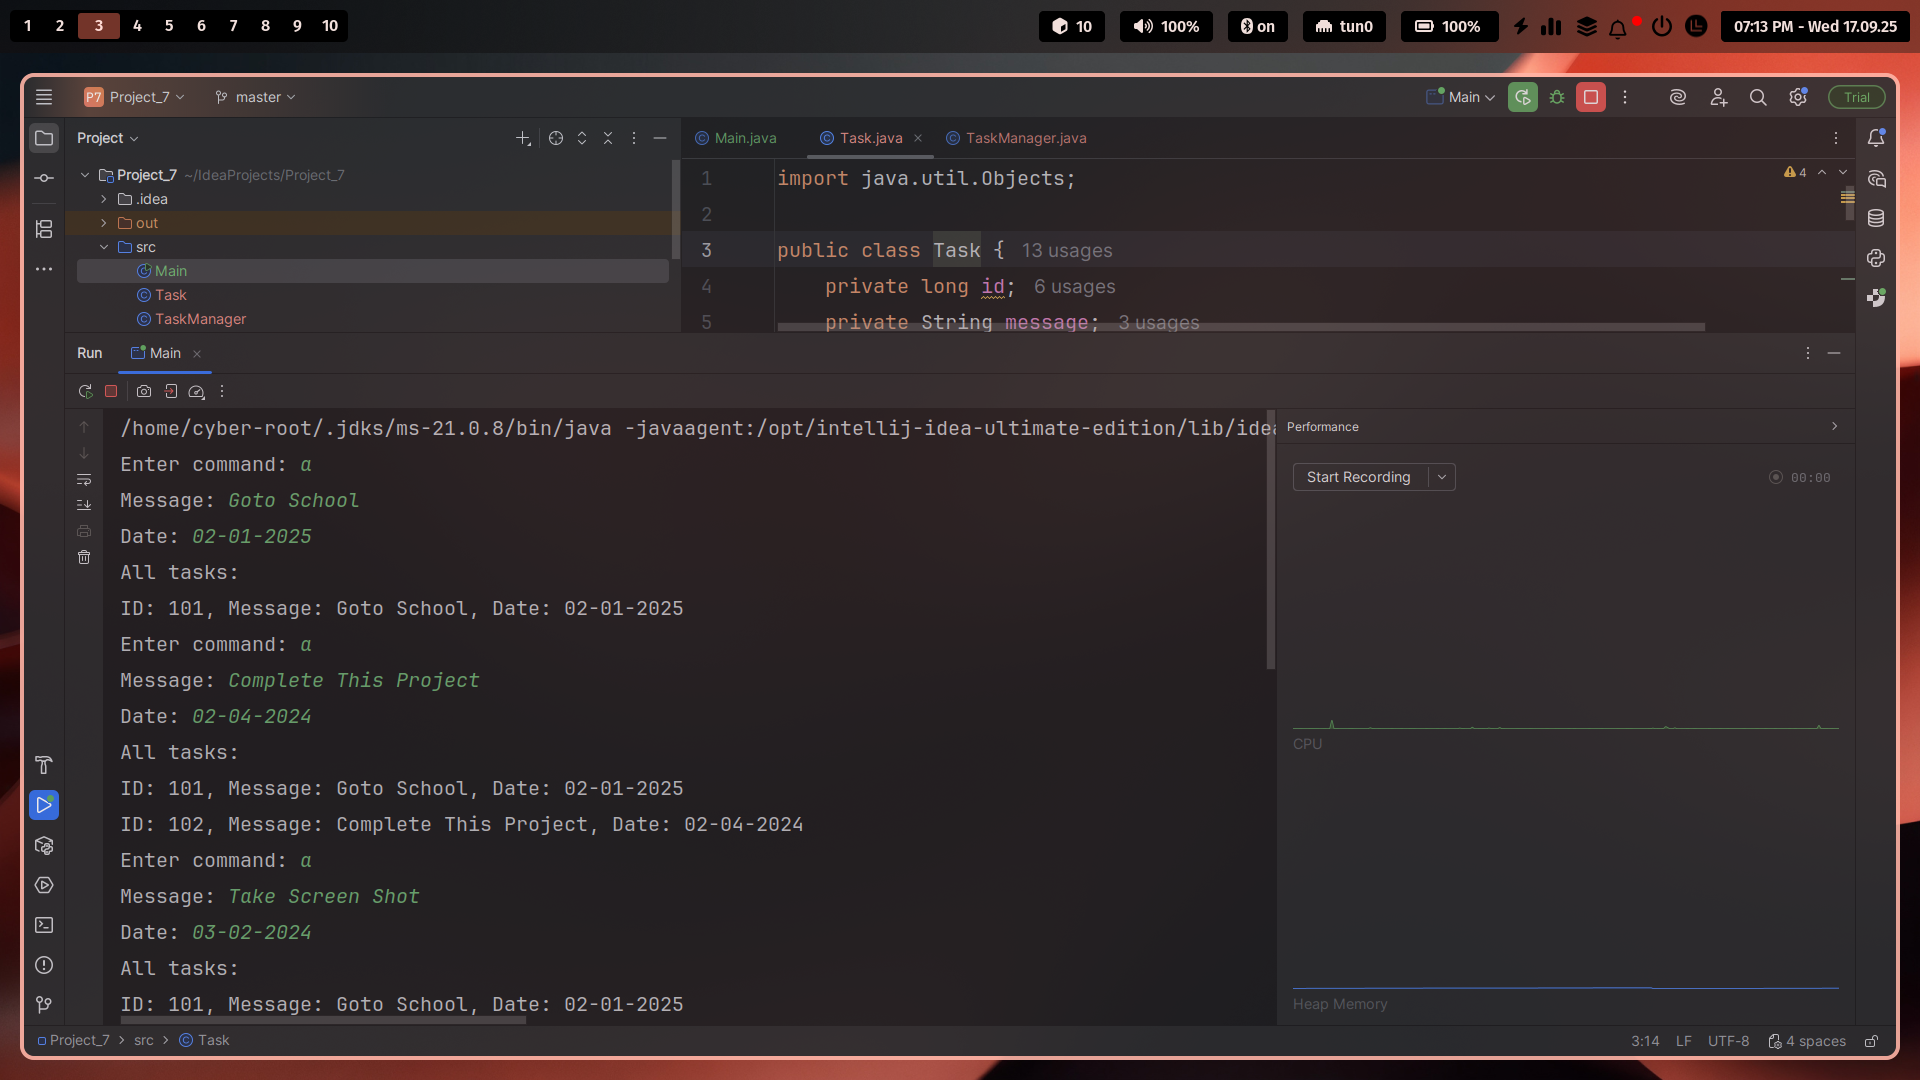 1 2 3 4 5 6 7 8 9 10
10 100% on tun0 100% 07:13 PM - Wed 17.09.25
P7 Project_7 master Main Trial
Project Main.java Task.java TaskManager.java
Project_7 ~/IdeaProjects/Project_7
.idea
out
src
Main
Task
TaskManager
1 import java.util.Objects; 4
2
3 public class Task { 13 usages
4 private long id; 6 usages
5 private String message; 3 usages
Run Main
/home/cyber-root/.jdks/ms-21.0.8/bin/java -javaagent:/opt/intellij-idea-ultimate-edition/lib/idea
Enter command: a
Message: Goto School
Date: 02-01-2025
All tasks:
ID: 101, Message: Goto School, Date: 02-01-2025
Enter command: a
Message: Complete This Project
Date: 02-04-2024
All tasks:
ID: 101, Message: Goto School, Date: 02-01-2025
ID: 102, Message: Complete This Project, Date: 02-04-2024
Enter command: a
Message: Take Screen Shot
Date: 03-02-2024
All tasks:
ID: 101, Message: Goto School, Date: 02-01-2025
Performance
Start Recording 00:00
CPU
Heap Memory
Project_7 src Task 3:14 LF UTF-8 4 spaces